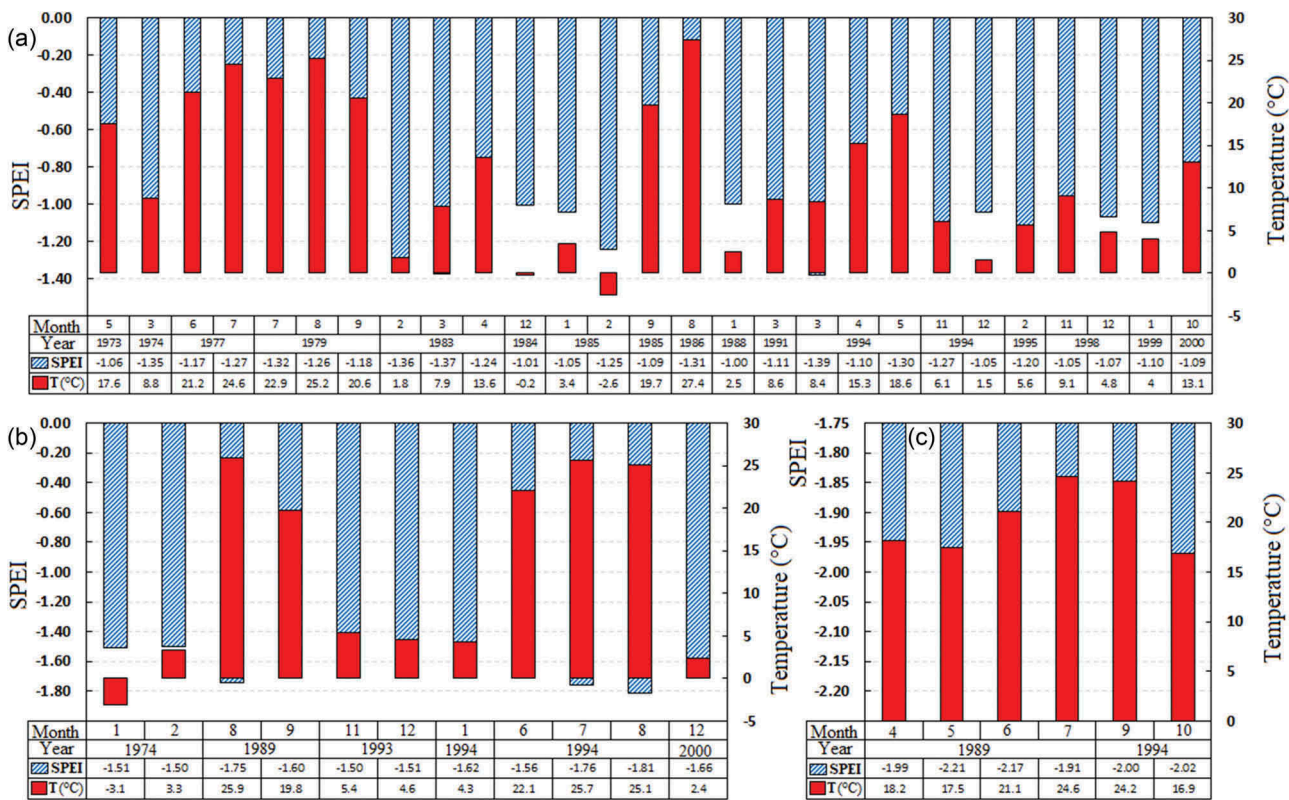 (a)
0.00
-0.20
-0.40
-0.60
-0.80
-1.00
-1.20
-1.40
SPEI
30
25
20
15
10
5
0
-5
Temperature (°C)
Month 5 3 6 7 7 8 9 2 3 4 12 1 2 9 8 1 3 3 4 5 11 12 2 11 12 1 10
Year 1973 1974 1977 1979 1983 1984 1985 1985 1986 1988 1991 1994 1994 1995 1998 1999 2000
SPEI -1.06 -1.35 -1.17 -1.27 -1.32 -1.26 -1.18 -1.36 -1.37 -1.24 -1.01 -1.05 -1.25 -1.09 -1.31 -1.00 -1.11 -1.39 -1.10 -1.30 -1.27 -1.05 -1.20 -1.05 -1.07 -1.10 -1.09
T (°C) 17.6 8.8 21.2 24.6 22.9 25.2 20.6 1.8 7.9 13.6 -0.2 3.4 -2.6 19.7 27.4 2.5 8.6 8.4 15.3 18.6 6.1 1.5 5.6 9.1 4.8 4 13.1
(b)
0.00
-0.20
-0.40
-0.60
-0.80
-1.00
-1.20
-1.40
-1.60
-1.80
SPEI
30
25
20
15
10
5
0
-5
Temperature (°C)
Month 1 2 8 9 11 12 1 6 7 8 12
Year 1974 1989 1993 1994 1994 2000
SPEI -1.51 -1.50 -1.75 -1.60 -1.50 -1.51 -1.62 -1.56 -1.76 -1.81 -1.66
T (°C) -3.1 3.3 25.9 19.8 5.4 4.6 4.3 22.1 25.7 25.1 2.4
(c)
-1.75
-1.80
-1.85
-1.90
-1.95
-2.00
-2.05
-2.10
-2.15
-2.20
SPEI
30
25
20
15
10
5
0
Temperature (°C)
Month 4 5 6 7 9 10
Year 1989 1994
SPEI -1.99 -2.21 -2.17 -1.91 -2.00 -2.02
T (°C) 18.2 17.5 21.1 24.6 24.2 16.9